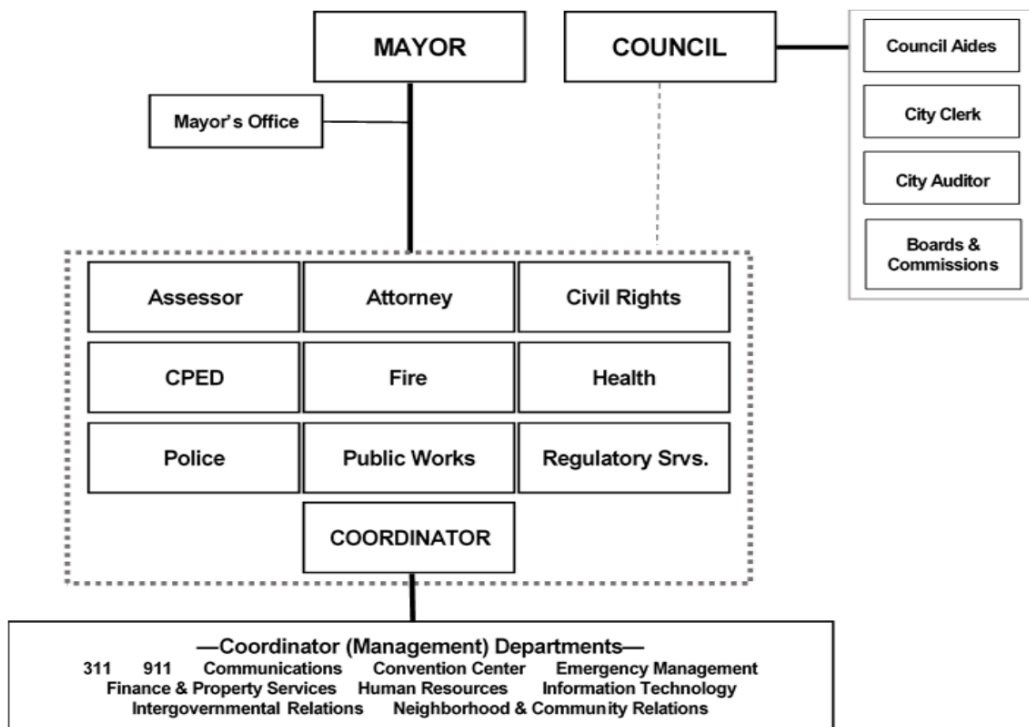 MAYOR
COUNCIL
Council Aides
Mayor's Office
City Clerk
City Auditor
Boards &
Commissions
Assessor
Attorney
Civil Rights
CPED
Fire
Health
Police
Public Works
Regulatory Srvs.
COORDINATOR
—Coordinator (Management) Departments—
311 911 Communications Convention Center Emergency Management
Finance & Property Services Human Resources Information Technology
Intergovernmental Relations Neighborhood & Community Relations